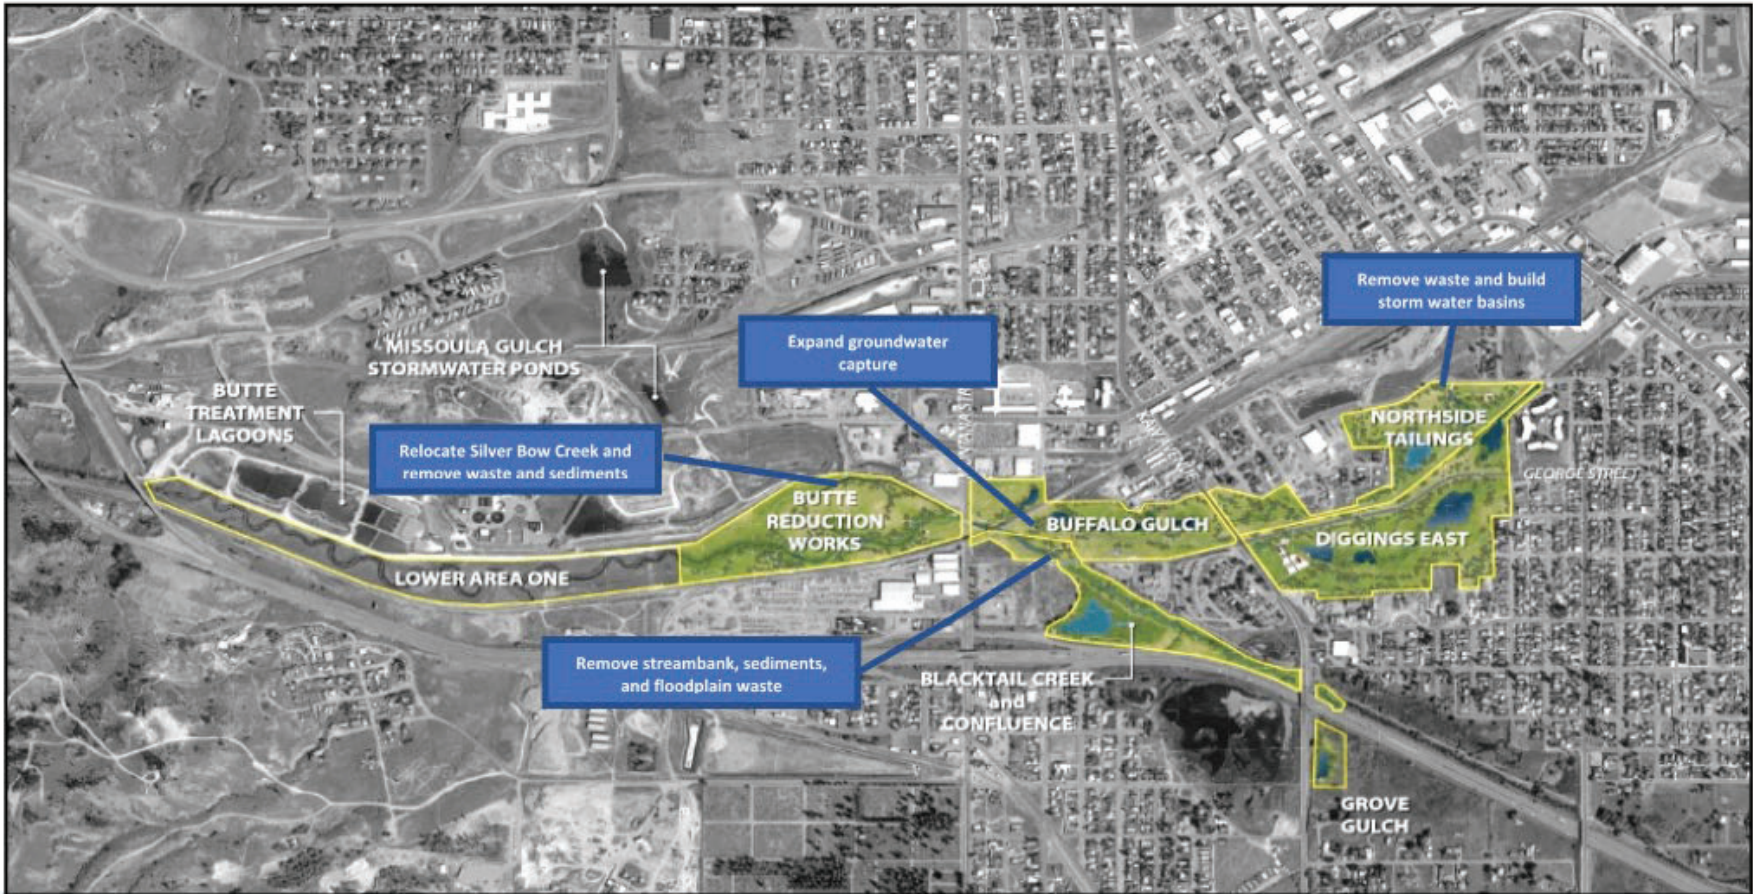 Remove waste and build
storm water basins
Expand groundwater
capture
MISSOULA GULCH
STORMWATER PONDS
BUTTE
TREATMENT
LAGOONS
Relocate Silver Bow Creek and
remove waste and sediments
NORTHSIDE
TAILINGS
GEORGE STREET
BUTTE
REDUCTION
WORKS
BUFFALO GULCH
DIGGINGS EAST
LOWER AREA ONE
Remove streambank, sediments,
and floodplain waste
BLACKTAIL CREEK
and
CONFLUENCE
GROVE
GULCH